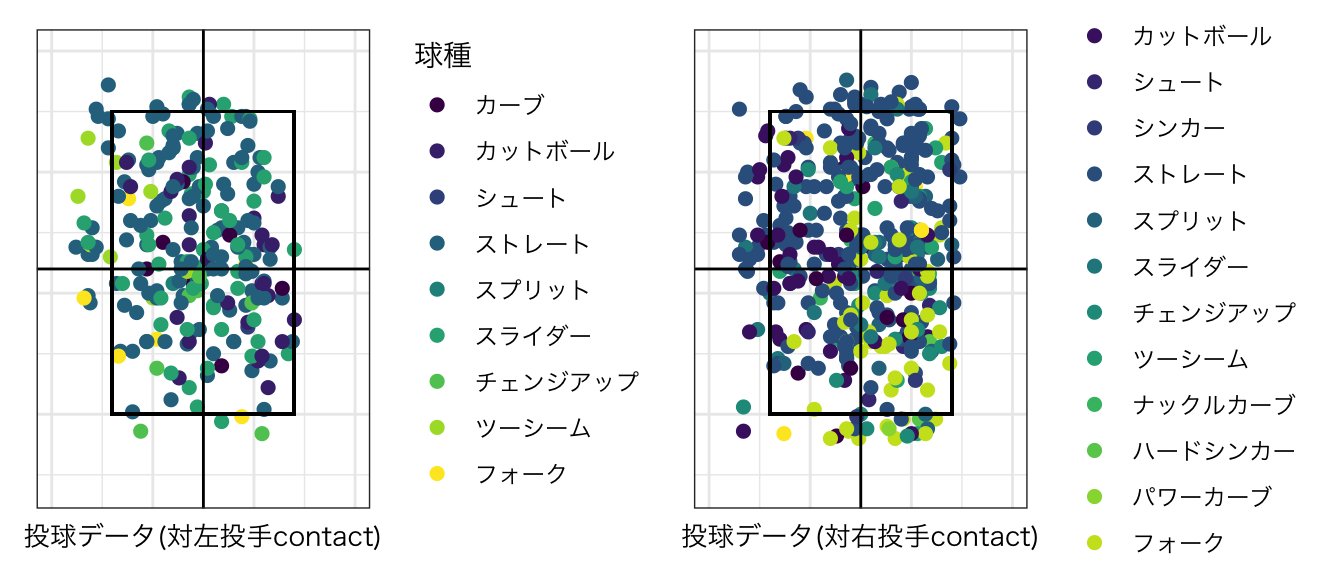 球種
カーブ
カットボール
シュート
ストレート
スプリット
スライダー
チェンジアップ
ツーシーム
フォーク
投球データ(対左投手contact)
カットボール
シュート
シンカー
ストレート
スプリット
スライダー
チェンジアップ
ツーシーム
ナックルカーブ
ハードシンカー
パワーカーブ
フォーク
投球データ(対右投手contact)